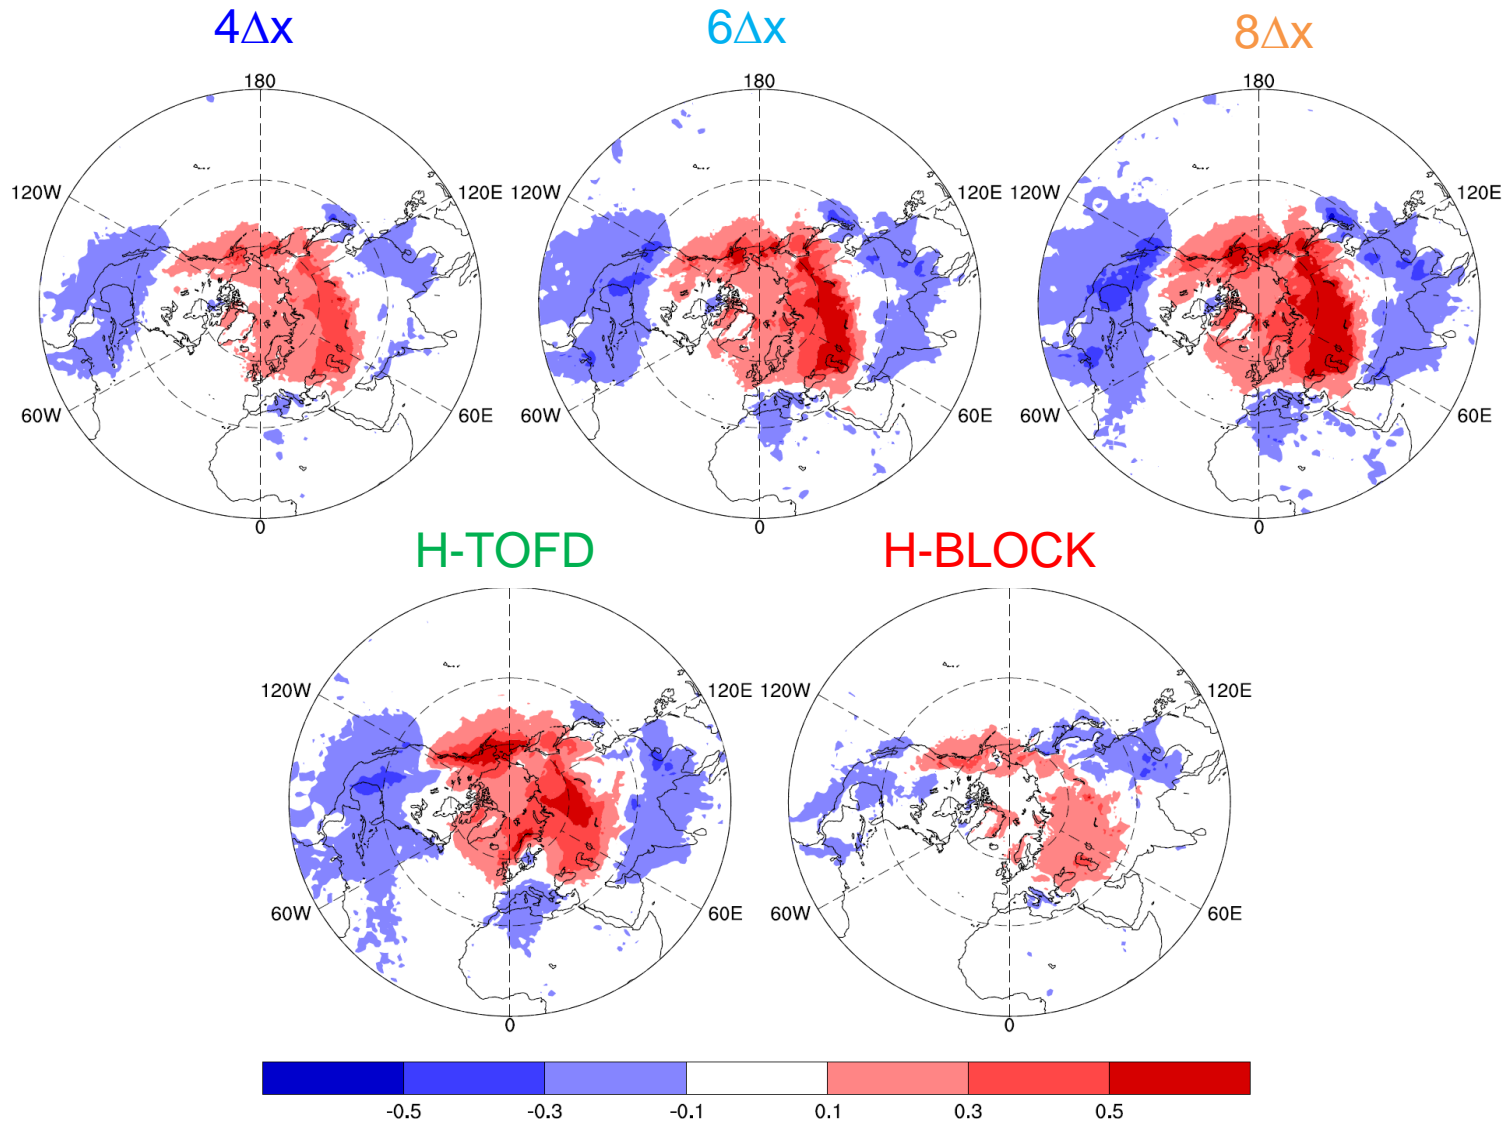 4Δx 6Δx 8Δx
180 180 180
120W 120E 120W 120E 120W 120E
60W 60E 60W 60E 60W 60E
0 0 0
H-TOFD H-BLOCK
120W 120E 120W 120E
60W 60E 60W 60E
0 0
-0.5 -0.3 -0.1 0.1 0.3 0.5